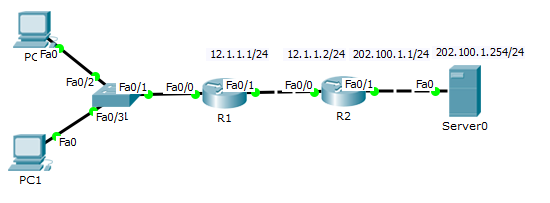 12.1.1.1/24 12.1.1.2/24 202.100.1.1/24 202.100.1.254/24
PC Fa0
Fa0/2
Fa0/1 Fa0/0 Fa0/1 Fa0/0 Fa0/1 Fa0
Fa0/3
R1 R2 Server0
Fa0
PC1